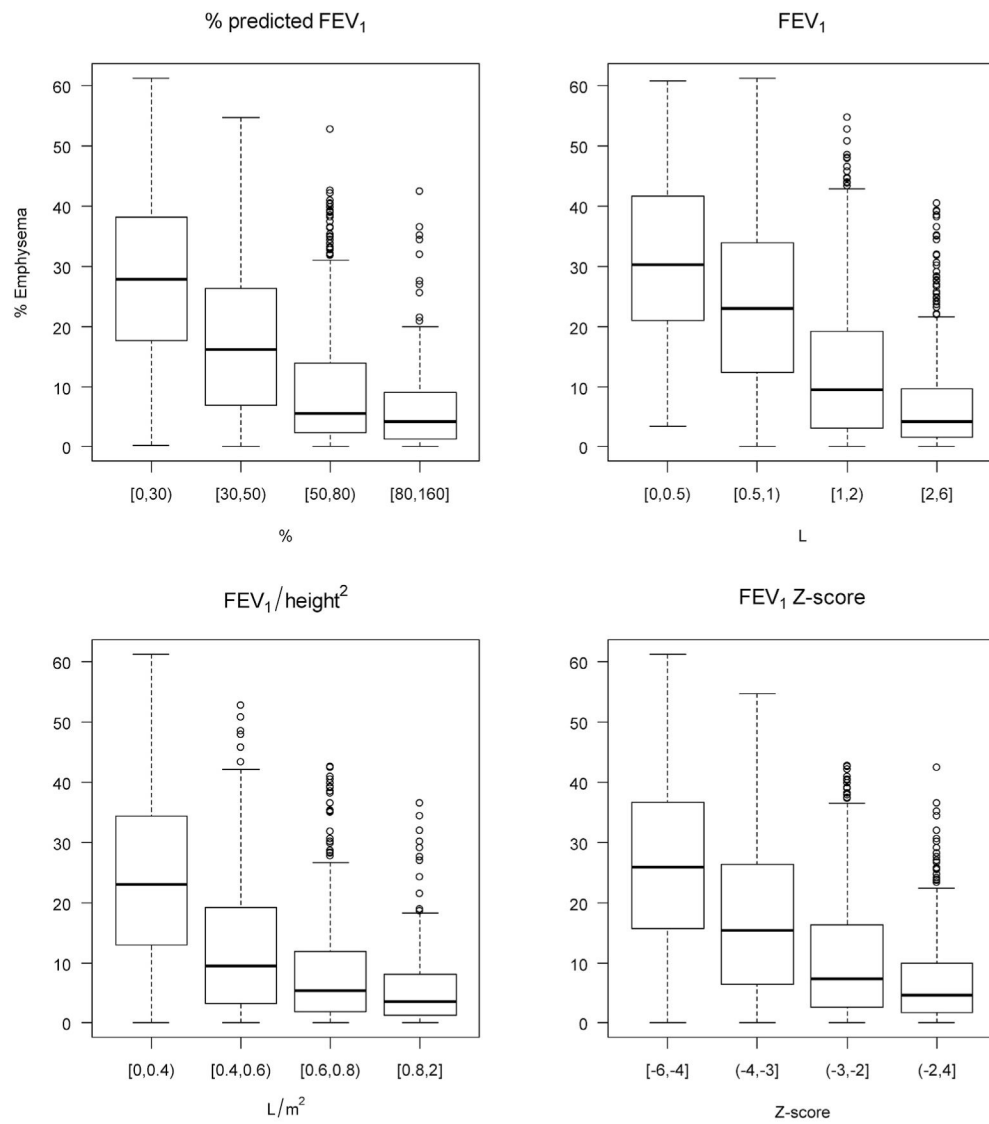 % predicted FEV₁
% Emphysema
60
50
40
30
20
10
0
[0,30) [30,50) [50,80) [80,160]
%
FEV₁
60
50
40
30
20
10
0
[0,0.5) [0.5,1) [1,2) [2,6]
L
FEV₁/height²
60
50
40
30
20
10
0
[0,0.4) [0.4,0.6) [0.6,0.8) [0.8,2]
L/m²
FEV₁ Z-score
60
50
40
30
20
10
0
[-6,-4] (-4,-3] (-3,-2] (-2,4]
Z-score